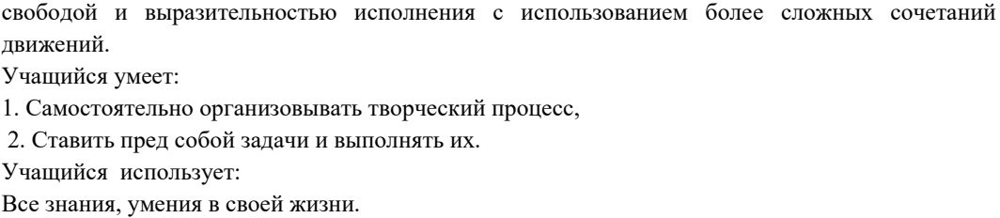 свободой и выразительностью исполнения с использованием более сложных сочетаний
движений.
Учащийся умеет:
1. Самостоятельно организовывать творческий процесс,
2. Ставить пред собой задачи и выполнять их.
Учащийся использует:
Все знания, умения в своей жизни.